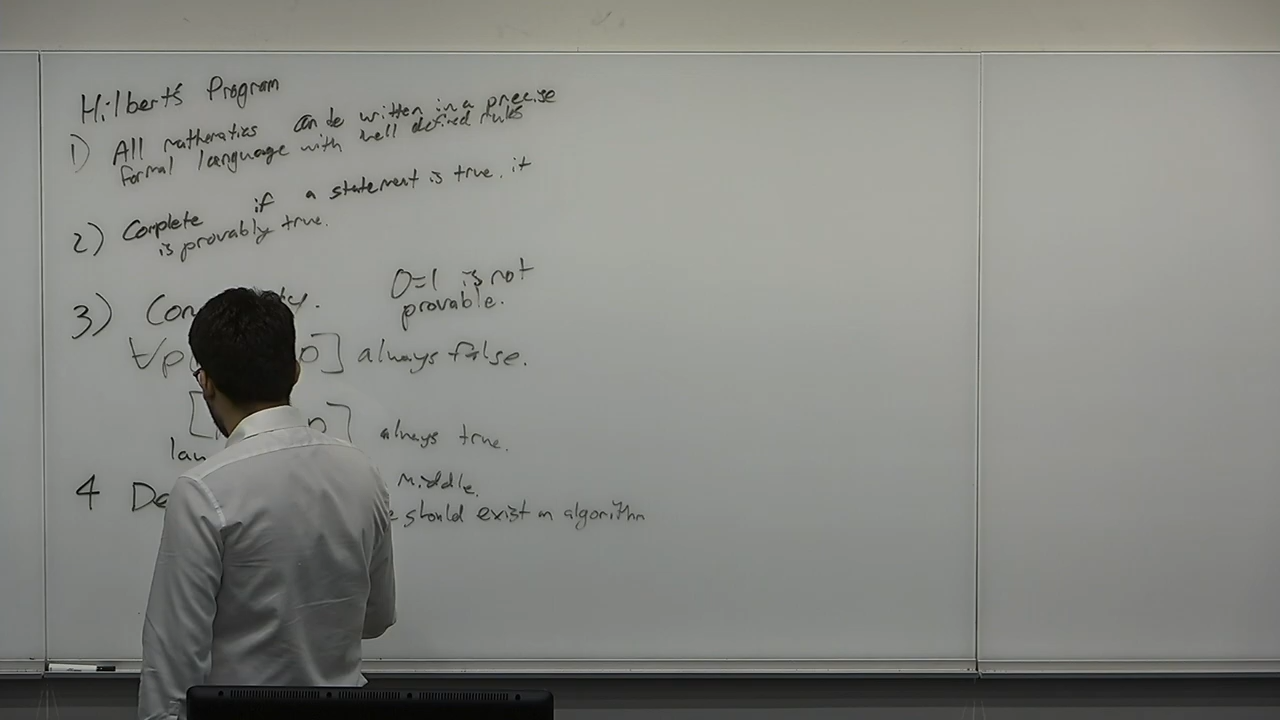 Hilbert's Program
1) All mathematics can be written in a precise
formal language with well defined rules
2) Complete if a statement is true, it
is provably true.
3) Con y. 0=1 is not
provable.
∀p [ p] always false.
[ p] always true.
law Middle.
4 De should exist an algorithm